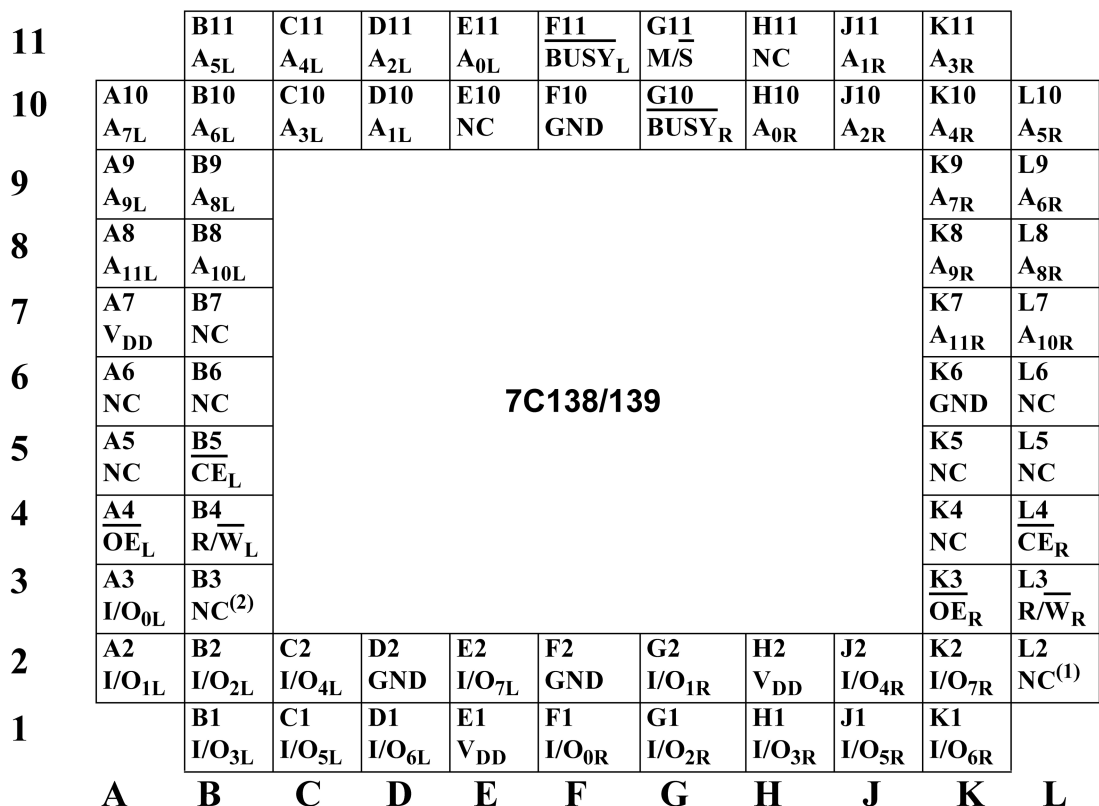 11 B11 C11 D11 E11 F11 G11 H11 J11 K11
A5L A4L A2L A0L BUSYL M/S NC A1R A3R
10 A10 B10 C10 D10 E10 F10 G10 H10 J10 K10 L10
A7L A6L A3L A1L NC GND BUSYR A0R A2R A4R A5R
9 A9 B9 K9 L9
A9L A8L A7R A6R
8 A8 B8 K8 L8
A11L A10L A9R A8R
7 A7 B7 K7 L7
VDD NC A11R A10R
6 A6 B6 K6 L6
NC NC 7C138/139 GND NC
5 A5 B5 K5 L5
NC CEL NC NC
4 A4 B4 K4 L4
OEL R/WL NC CER
3 A3 B3 K3 L3
I/O0L NC(2) OER R/WR
2 A2 B2 C2 D2 E2 F2 G2 H2 J2 K2 L2
I/O1L I/O2L I/O4L GND I/O7L GND I/O1R VDD I/O4R I/O7R NC(1)
1 B1 C1 D1 E1 F1 G1 H1 J1 K1
I/O3L I/O5L I/O6L VDD I/O0R I/O2R I/O3R I/O5R I/O6R
A B C D E F G H J K L